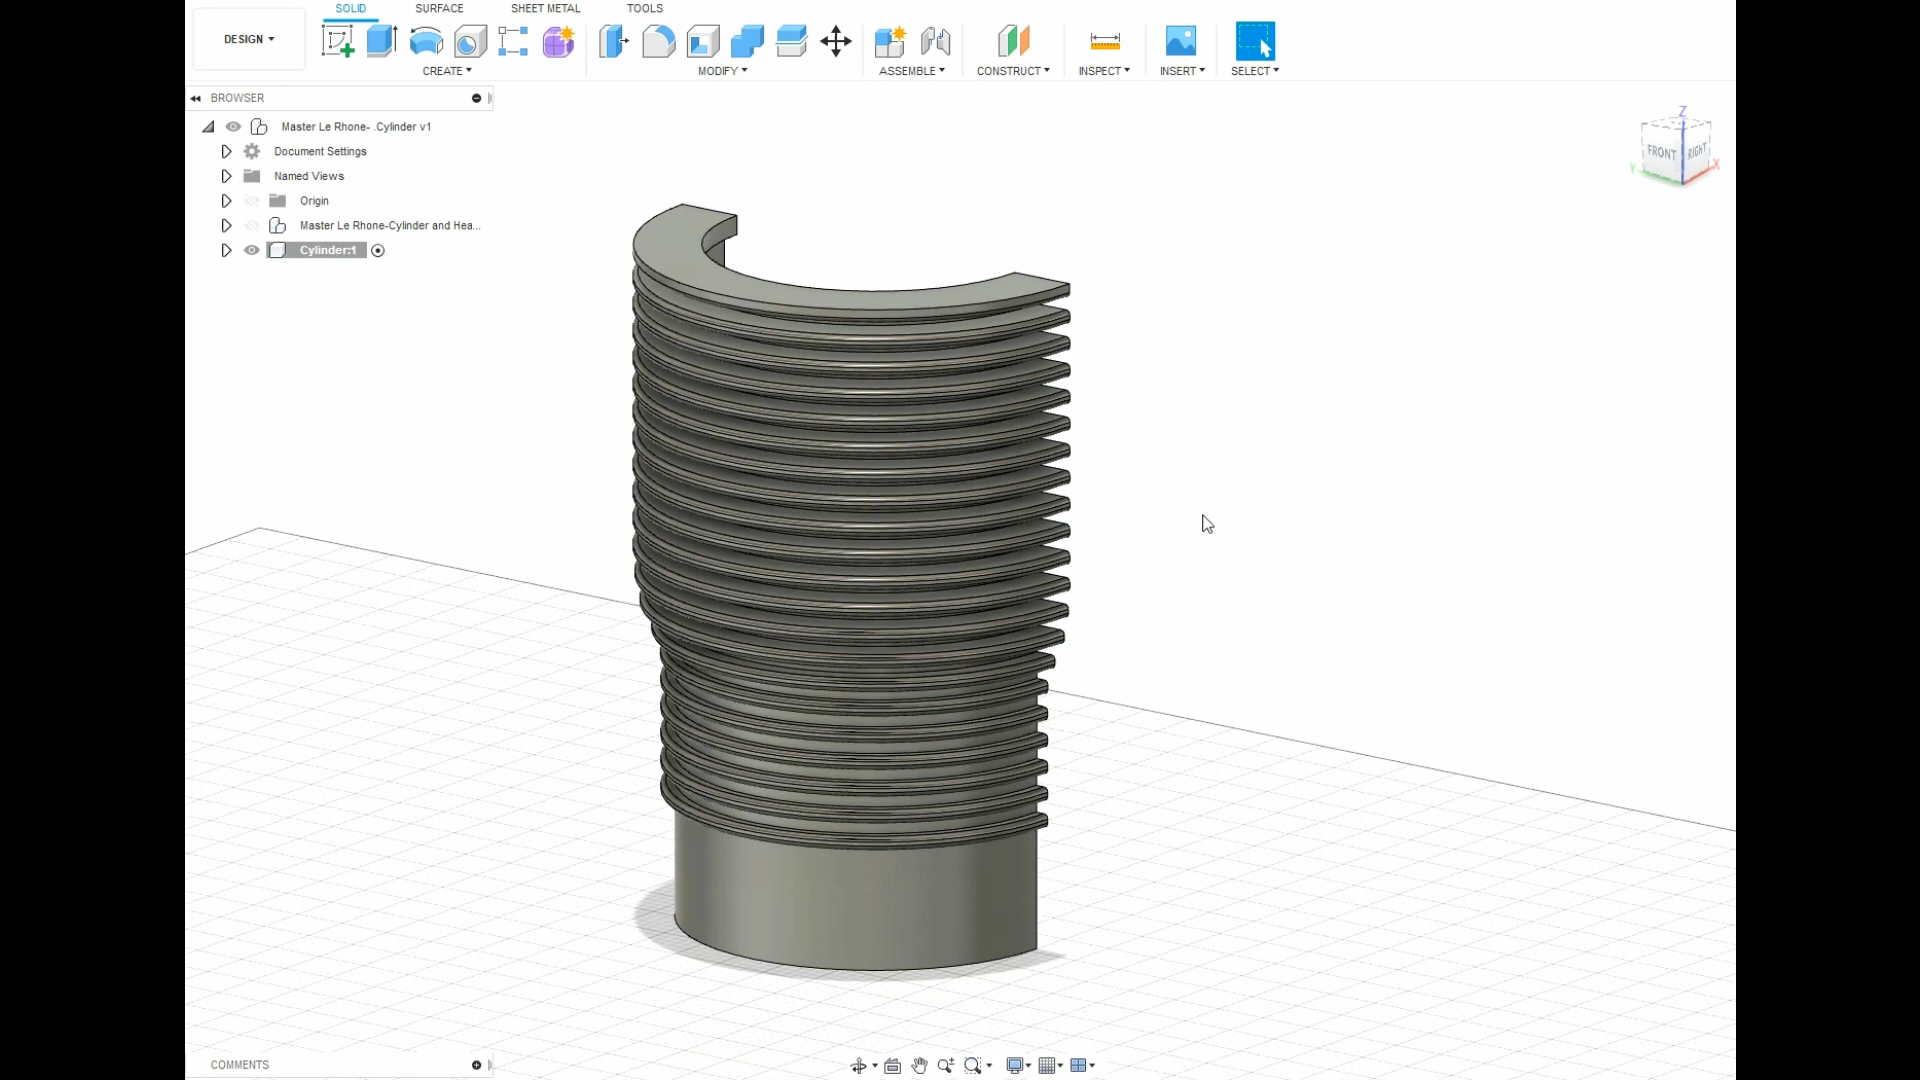 SOLID SURFACE SHEET METAL TOOLS
DESIGN
CREATE MODIFY ASSEMBLE CONSTRUCT INSPECT INSERT SELECT
BROWSER
Master Le Rhone- .Cylinder v1
Document Settings
Named Views
Origin
Master Le Rhone-Cylinder and Hea...
Cylinder:1
Z
FRONT RIGHT
Y X
COMMENTS